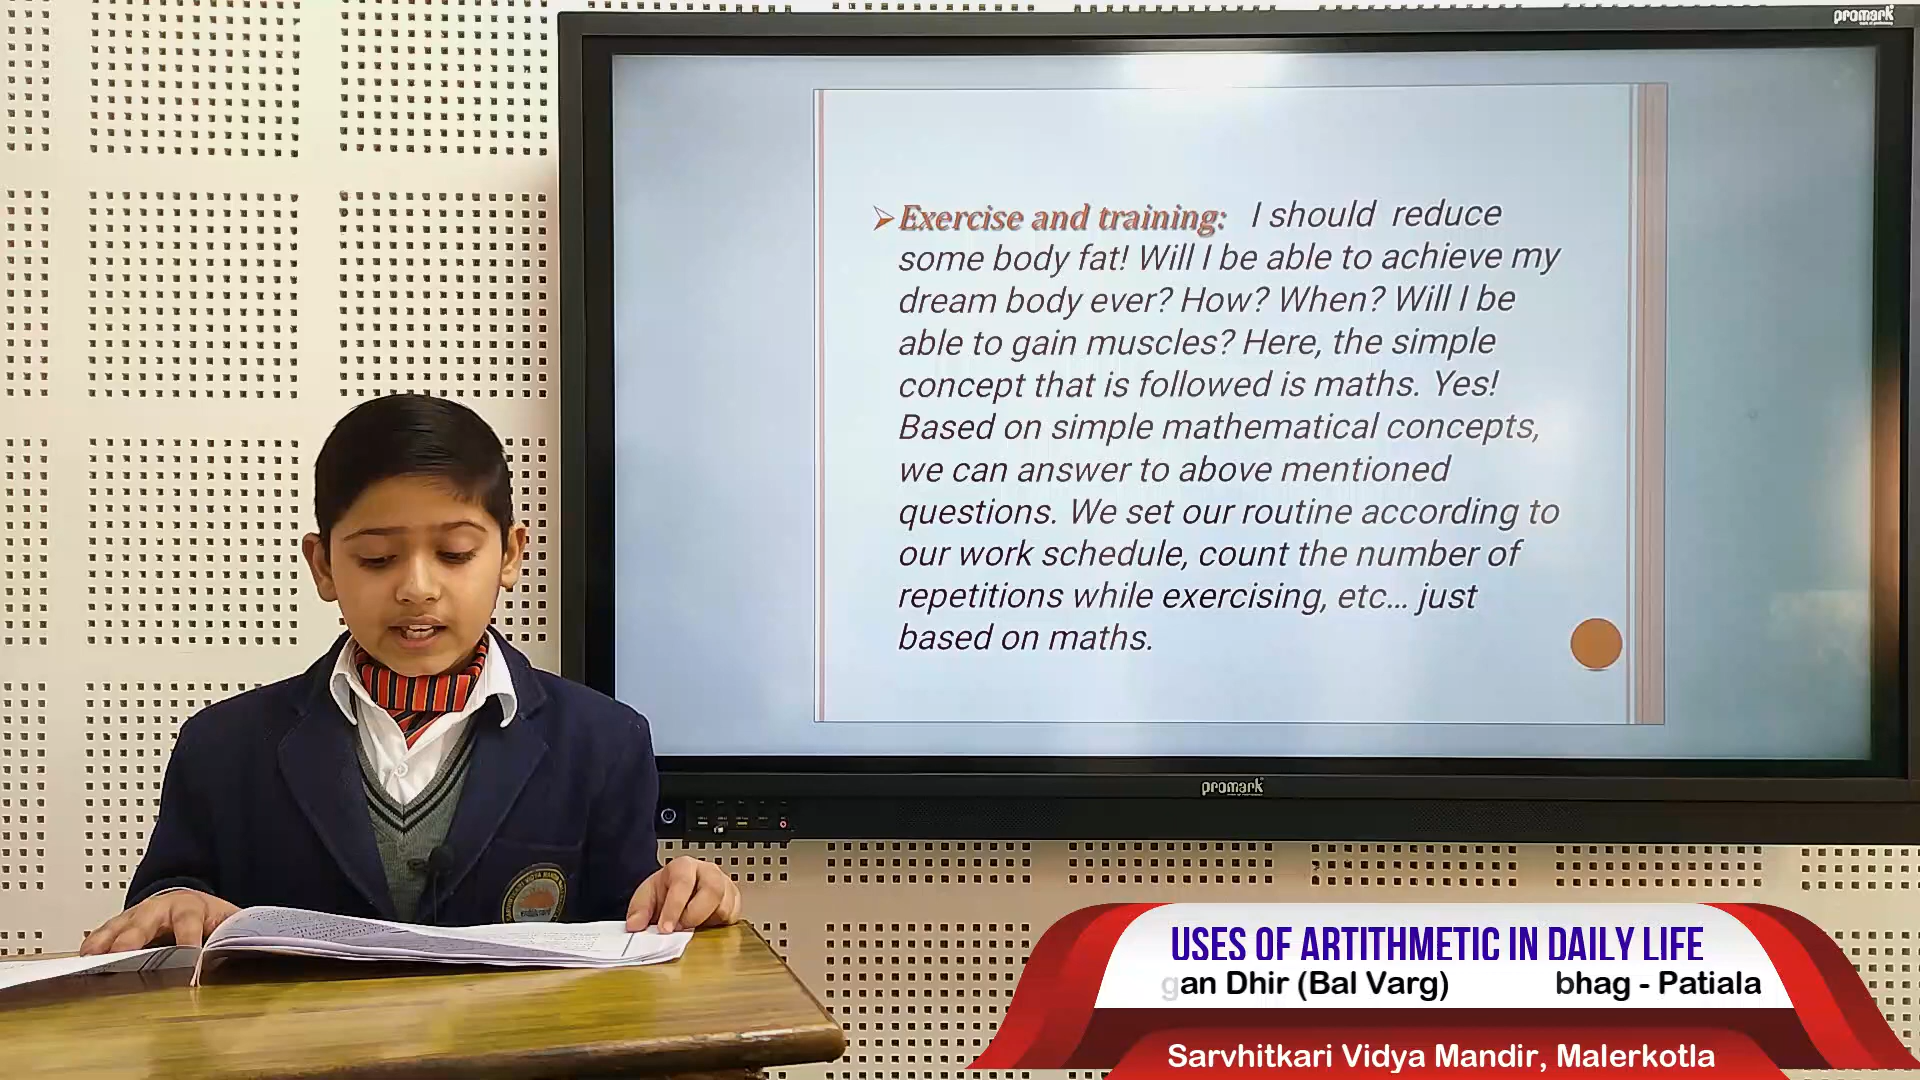 promark
➢Exercise and training: I should reduce
some body fat! Will I be able to achieve my
dream body ever? How? When? Will I be
able to gain muscles? Here, the simple
concept that is followed is maths. Yes!
Based on simple mathematical concepts,
we can answer to above mentioned
questions. We set our routine according to
our work schedule, count the number of
repetitions while exercising, etc... just
based on maths.
promark
USES OF ARTITHMETIC IN DAILY LIFE
gan Dhir (Bal Varg) bhag - Patiala
Sarvhitkari Vidya Mandir, Malerkotla